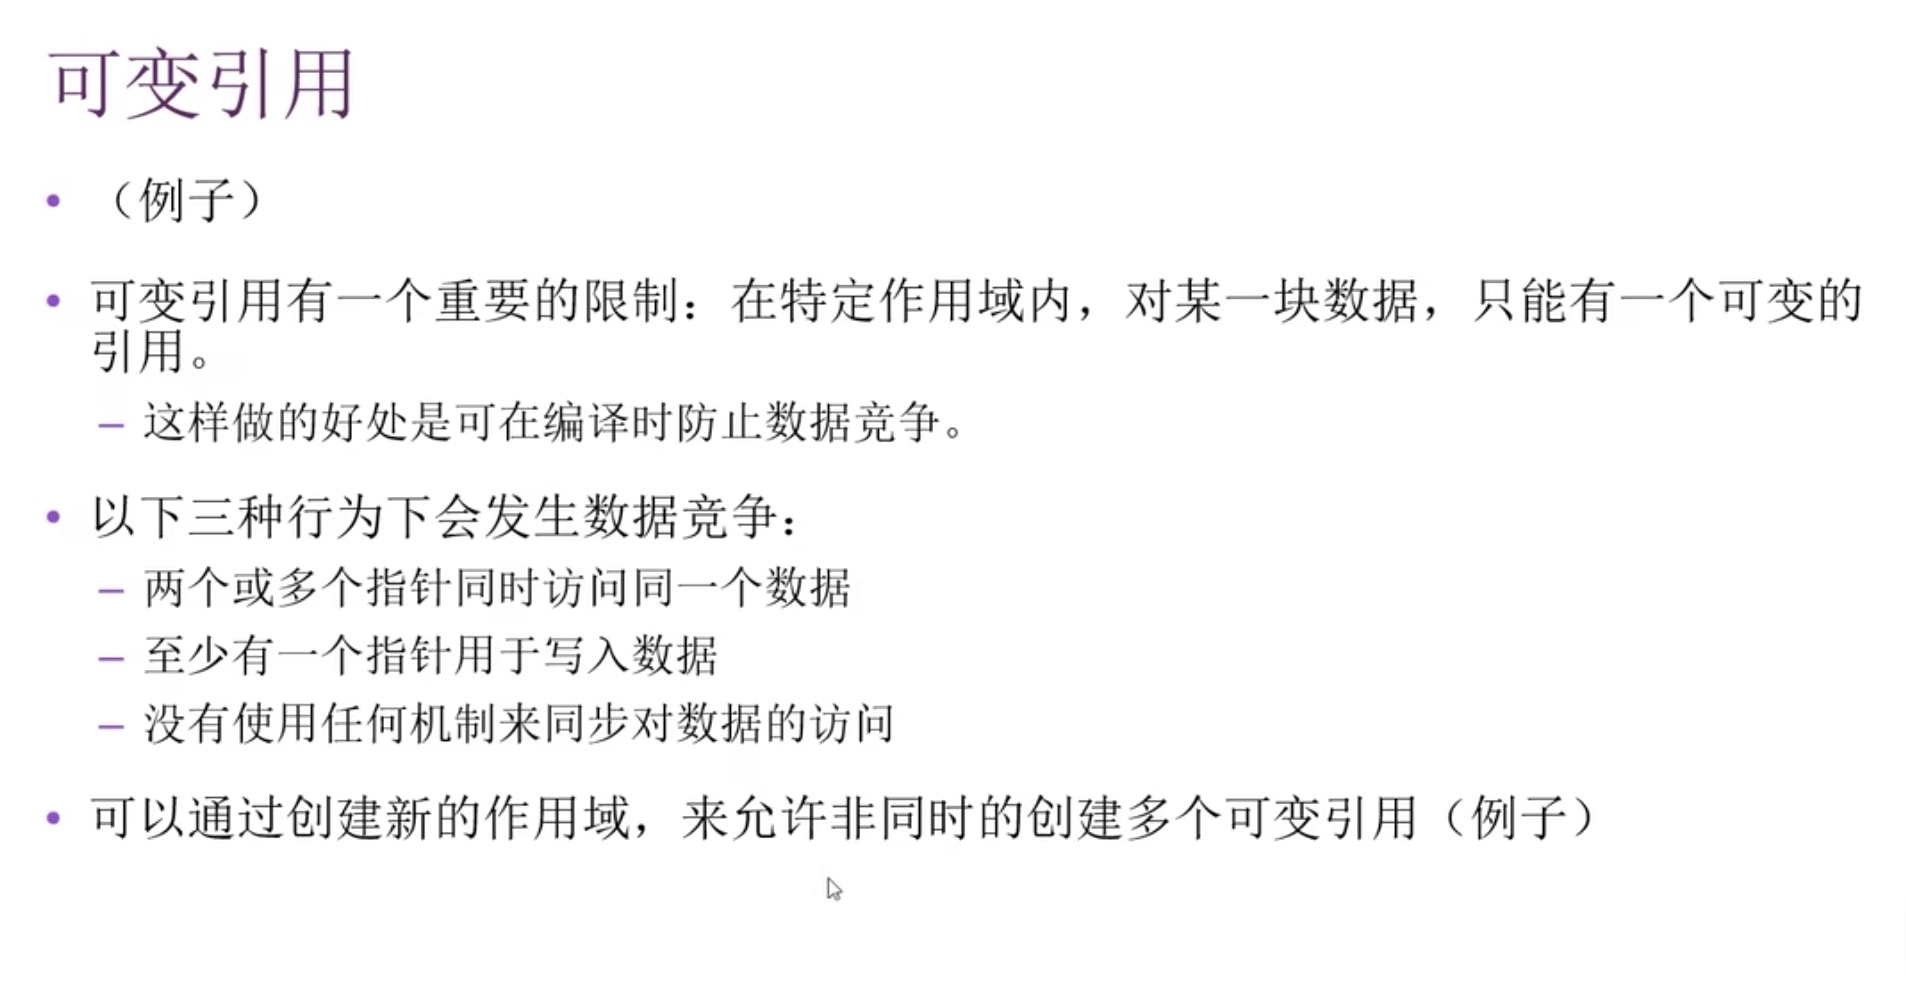 可变引用
• （例子）
• 可变引用有一个重要的限制：在特定作用域内，对某一块数据，只能有一个可变的
引用。
– 这样做的好处是可在编译时防止数据竞争。
• 以下三种行为下会发生数据竞争：
– 两个或多个指针同时访问同一个数据
– 至少有一个指针用于写入数据
– 没有使用任何机制来同步对数据的访问
• 可以通过创建新的作用域，来允许非同时的创建多个可变引用（例子）